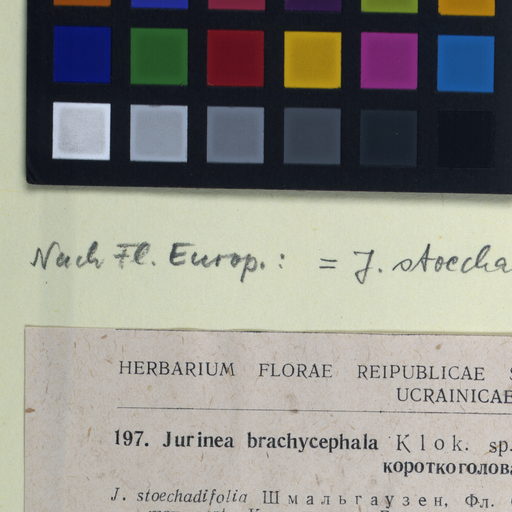 Nach Fl. Europ.: = J. stoecha
HERBARIUM FLORAE REIPUBLICAE
UCRAINICAE
197. Jurinea brachycephala Klok. sp.
короткоголова
J. stoechadifolia Шмальгаузен, Фл.